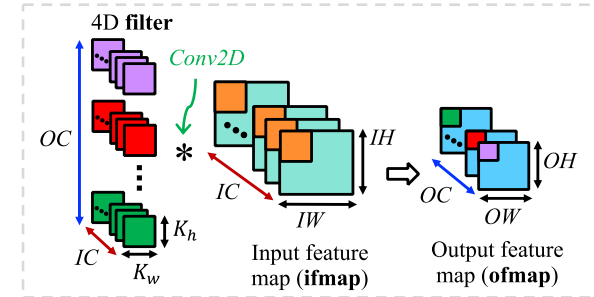 4D filter
Conv2D
OC
*
IH
OH
IC
IW
OC
OW
K_h
IC
K_w
Input feature
map (ifmap)
Output feature
map (ofmap)